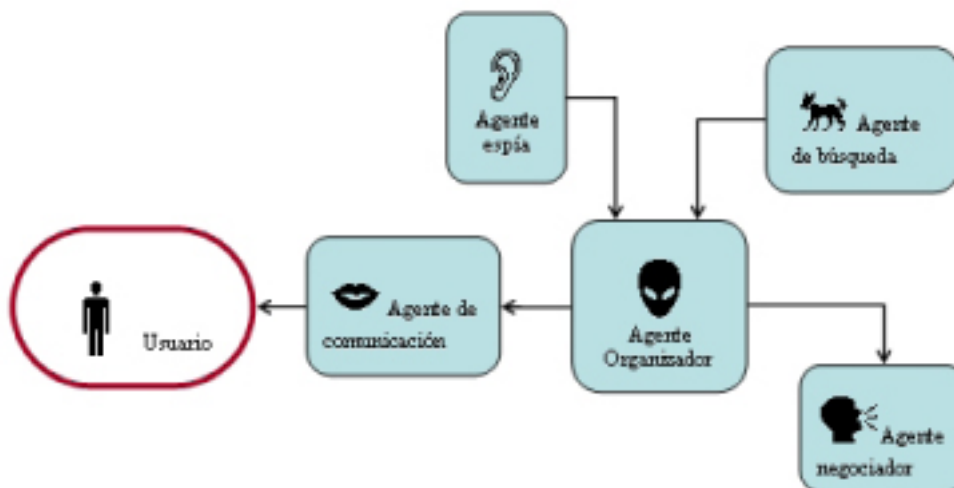 Agente
espía
Agente
de búsqueda
Usuario
Agente de
comunicación
Agente
Organizador
Agente
negociador